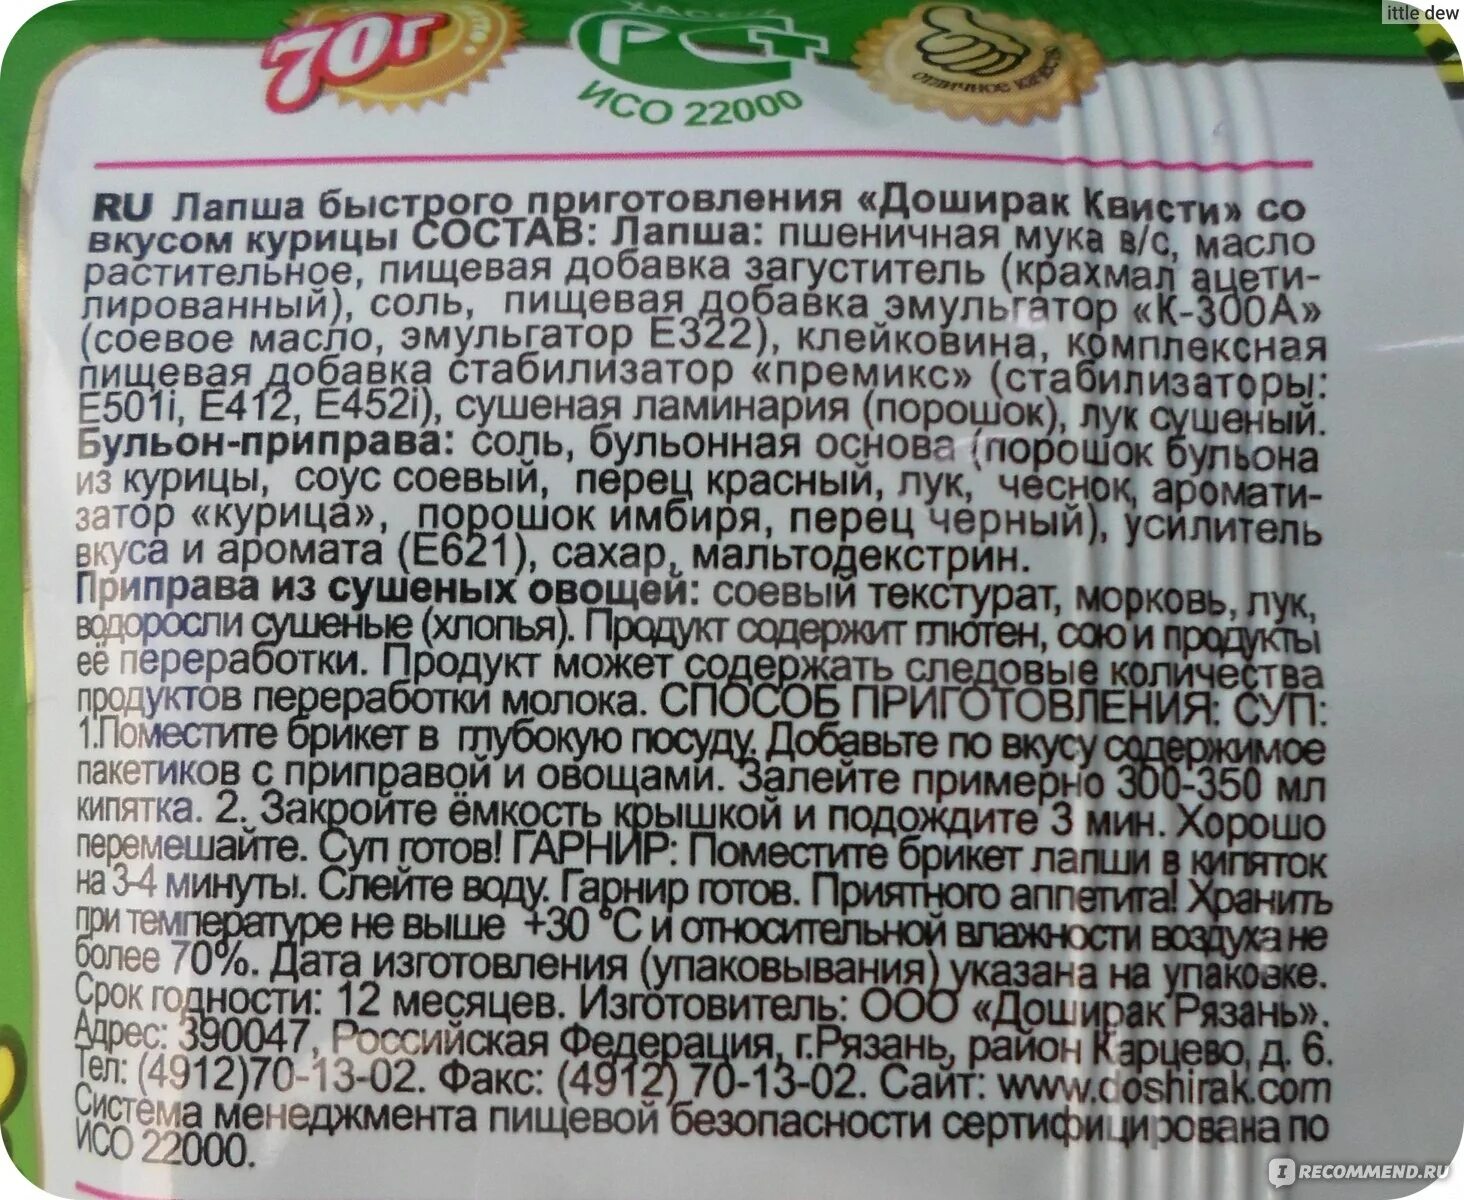 ittle dew
70г
РСТ
ИСО 22000
ОТЛИЧНОЕ КАЧЕСТВО
RU Лапша быстрого приготовления «Доширак Квисти» со
вкусом курицы СОСТАВ: Лапша: пшеничная мука в/с, масло
растительное, пищевая добавка загуститель (крахмал ацети-
лированный), соль, пищевая добавка эмульгатор «К-300А»
(соевое масло, эмульгатор Е322), клейковина, комплексная
пищевая добавка стабилизатор «премикс» (стабилизаторы:
Е501i, Е412, Е452i), сушеная ламинария (порошок), лук сушеный.
Бульон-приправа: соль, бульонная основа (порошок бульона
из курицы, соус соевый, перец красный, лук, чеснок, аромати-
затор «курица», порошок имбиря, перец черный), усилитель
вкуса и аромата (Е621), сахар, мальтодекстрин.
Приправа из сушеных овощей: соевый текстурат, морковь, лук,
водоросли сушеные (хлопья). Продукт содержит глютен, сою и продукты
её переработки. Продукт может содержать следовые количества
продуктов переработки молока. СПОСОБ ПРИГОТОВЛЕНИЯ: СУП:
1.Поместите брикет в глубокую посуду. Добавьте по вкусу содержимое
пакетиков с приправой и овощами. Залейте примерно 300-350 мл
кипятка. 2. Закройте ёмкость крышкой и подождите 3 мин. Хорошо
перемешайте. Суп готов! ГАРНИР: Поместите брикет лапши в кипяток
на 3-4 минуты. Слейте воду. Гарнир готов. Приятного аппетита! Хранить
при температуре не выше +30 °С и относительной влажности воздуха не
более 70%. Дата изготовления (упаковывания) указана на упаковке.
Срок годности: 12 месяцев. Изготовитель: ООО «Доширак Рязань».
Адрес: 390047, Российская Федерация, г.Рязань, район Карцево, д. 6.
Тел: (4912)70-13-02. Факс: (4912) 70-13-02. Сайт: www.doshirak.com
Система менеджмента пищевой безопасности сертифицирована по
ИСО 22000.
IRECOMMEND.RU